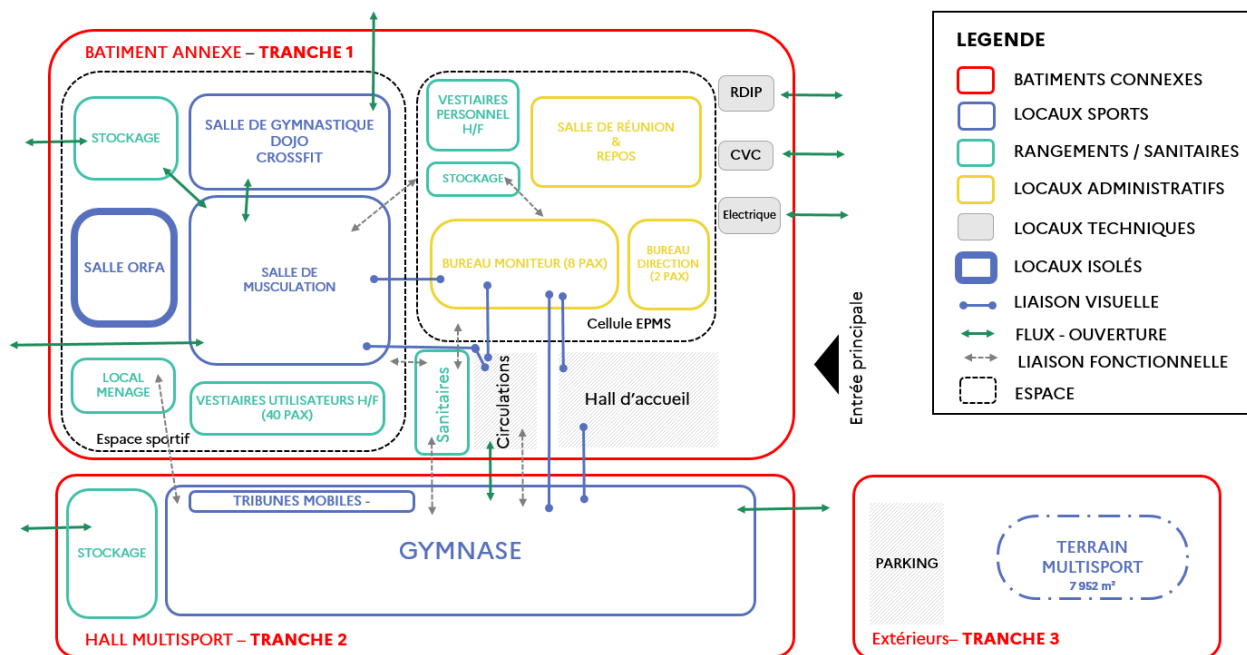 BATIMENT ANNEXE – TRANCHE 1
STOCKAGE
SALLE DE GYMNASTIQUE
DOJO
CROSSFIT
SALLE ORFA
SALLE DE
MUSCULATION
LOCAL
MENAGE
VESTIAIRES UTILISATEURS H/F
(40 PAX)
Espace sportif
VESTIAIRES
PERSONNEL
H/F
SALLE DE RÉUNION
&
REPOS
STOCKAGE
BUREAU MONITEUR (8 PAX)
BUREAU
DIRECTION
(2 PAX)
Cellule EPMS
RDIP
CVC
Electrique
Sanitaires
Circulations
Hall d'accueil
Entrée principale
STOCKAGE
TRIBUNES MOBILES -
GYMNASE
HALL MULTISPORT – TRANCHE 2
PARKING
TERRAIN
MULTISPORT
7 952 m²
Extérieurs– TRANCHE 3
LEGENDE
BATIMENTS CONNEXES
LOCAUX SPORTS
RANGEMENTS / SANITAIRES
LOCAUX ADMINISTRATIFS
LOCAUX TECHNIQUES
LOCAUX ISOLÉS
LIAISON VISUELLE
FLUX - OUVERTURE
LIAISON FONCTIONNELLE
ESPACE